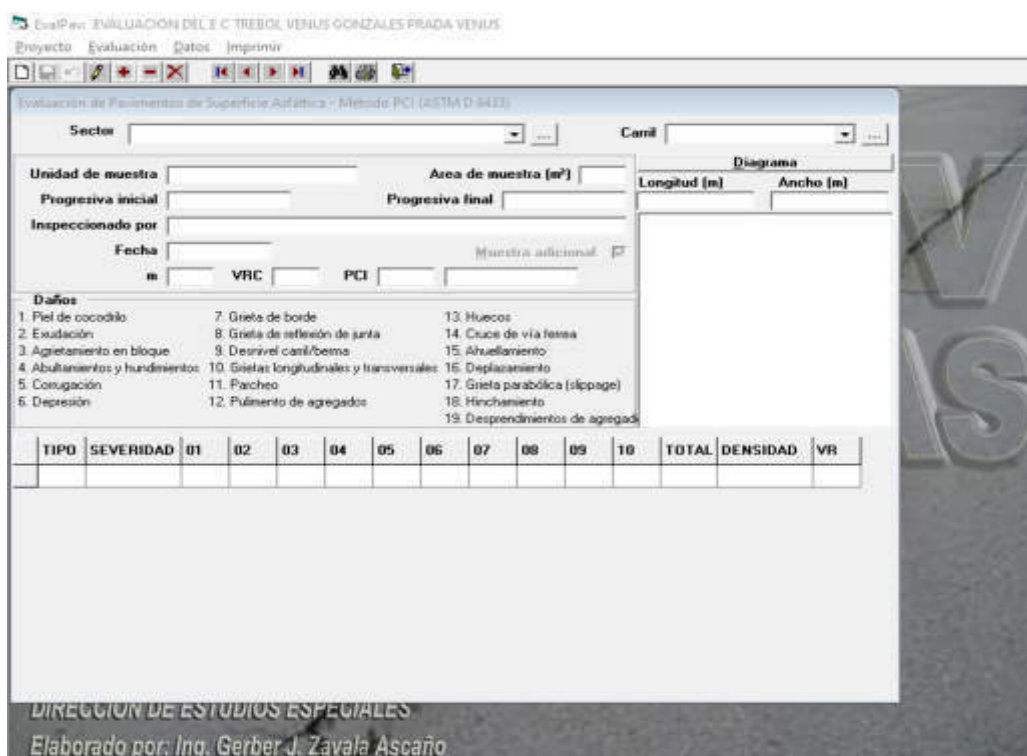 EvalPav: EVALUACIÓN DEL E C TREBOL VENUS GONZALES PRADA VENUS
Proyecto Evaluación Datos Imprimir
Evaluación de Pavimentos de Superficie Asfáltica - Método PCI (ASTM D 6433)
Sector ... Carril ...
Unidad de muestra Area de muestra (m²) Diagrama
Longitud (m) Ancho (m)
Progresiva inicial Progresiva final
Inspeccionado por
Fecha Muestra adicional
m VRC PCI
Daños
1. Piel de cocodrilo 7. Grieta de borde 13. Huecos
2. Exudación 8. Grieta de reflexión de junta 14. Cruce de vía ferrea
3. Agrietamiento en bloque 9. Desnivel carril/berma 15. Ahuellamiento
4. Abultamientos y hundimientos 10. Grietas longitudinales y transversales 16. Deplazamiento
5. Corrugación 11. Parcheo 17. Grieta parabólica (slippage)
6. Depresión 12. Pulimento de agregados 18. Hinchamiento
19. Desprendimientos de agregad
TIPO SEVERIDAD 01 02 03 04 05 06 07 08 09 10 TOTAL DENSIDAD VR
V
AS
DIRECCION DE ESTUDIOS ESPECIALES
Elaborado por: Ing. Gerber J. Zavala Ascaño